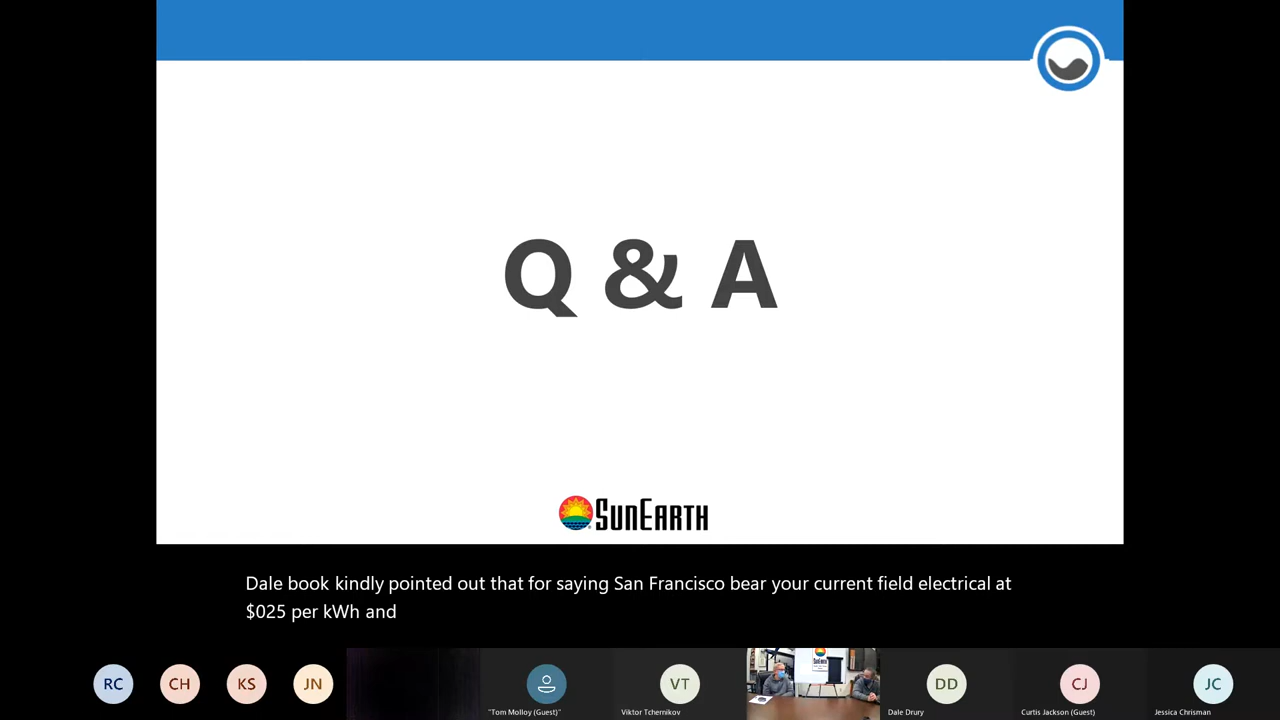 Q & A
SUNEARTH
Dale book kindly pointed out that for saying San Francisco bear your current field electrical at
$025 per kWh and
RC
CH
KS
JN
VT
DD
CJ
JC
"Tom Molloy (Guest)"
Viktor Tchernikov
Dale Drury
Curtis Jackson (Guest)
Jessica Chrisman